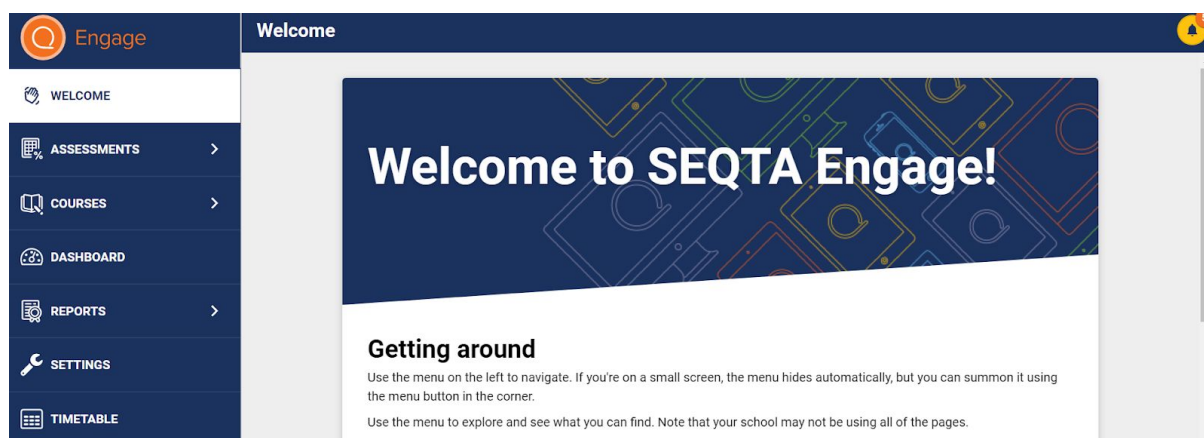 Engage
Welcome
WELCOME
ASSESSMENTS
COURSES
DASHBOARD
REPORTS
SETTINGS
TIMETABLE
Welcome to SEQTA Engage!
Getting around
Use the menu on the left to navigate. If you're on a small screen, the menu hides automatically, but you can summon it using
the menu button in the corner.
Use the menu to explore and see what you can find. Note that your school may not be using all of the pages.